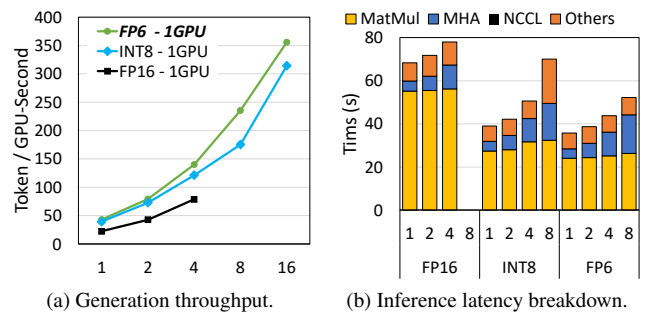 400
350
300
250
200
150
100
50
0
Token / GPU-Second
FP6 - 1GPU
INT8 - 1GPU
FP16 - 1GPU
1 2 4 8 16
(a) Generation throughput.
MatMul MHA NCCL Others
80
60
40
20
0
Tims (s)
1 2 4 8 1 2 4 8 1 2 4 8
FP16 INT8 FP6
(b) Inference latency breakdown.